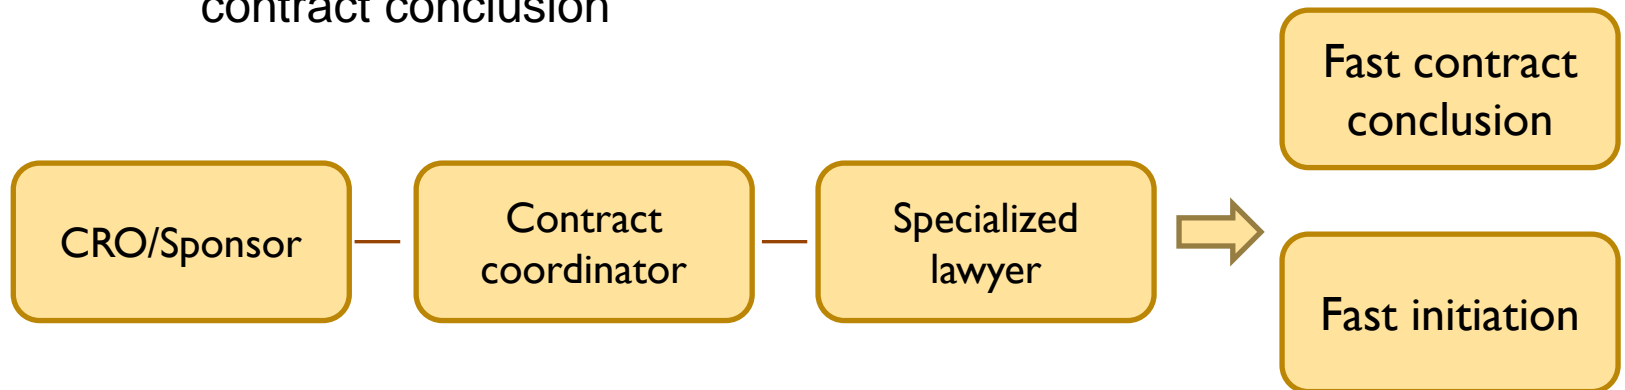 contract conclusion
Fast contract
conclusion
CRO/Sponsor
Contract
coordinator
Specialized
lawyer
Fast initiation